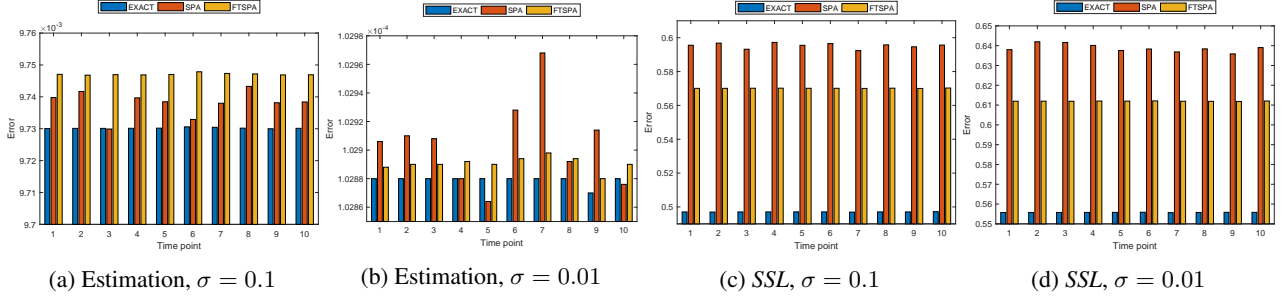 EXACT SPA FTSPA
×10⁻³
9.76
9.75
9.74
9.73
9.72
9.71
9.7
Error
1 2 3 4 5 6 7 8 9 10
Time point
(a) Estimation, σ = 0.1
EXACT SPA FTSPA
×10⁻⁴
1.0298
1.0296
1.0294
1.0292
1.029
1.0288
1.0286
Error
1 2 3 4 5 6 7 8 9 10
Time point
(b) Estimation, σ = 0.01
EXACT SPA FTSPA
0.6
0.58
0.56
0.54
0.52
0.5
Error
1 2 3 4 5 6 7 8 9 10
Time point
(c) SSL, σ = 0.1
EXACT SPA FTSPA
0.65
0.64
0.63
0.62
0.61
0.6
0.59
0.58
0.57
0.56
0.55
Error
1 2 3 4 5 6 7 8 9 10
Time point
(d) SSL, σ = 0.01